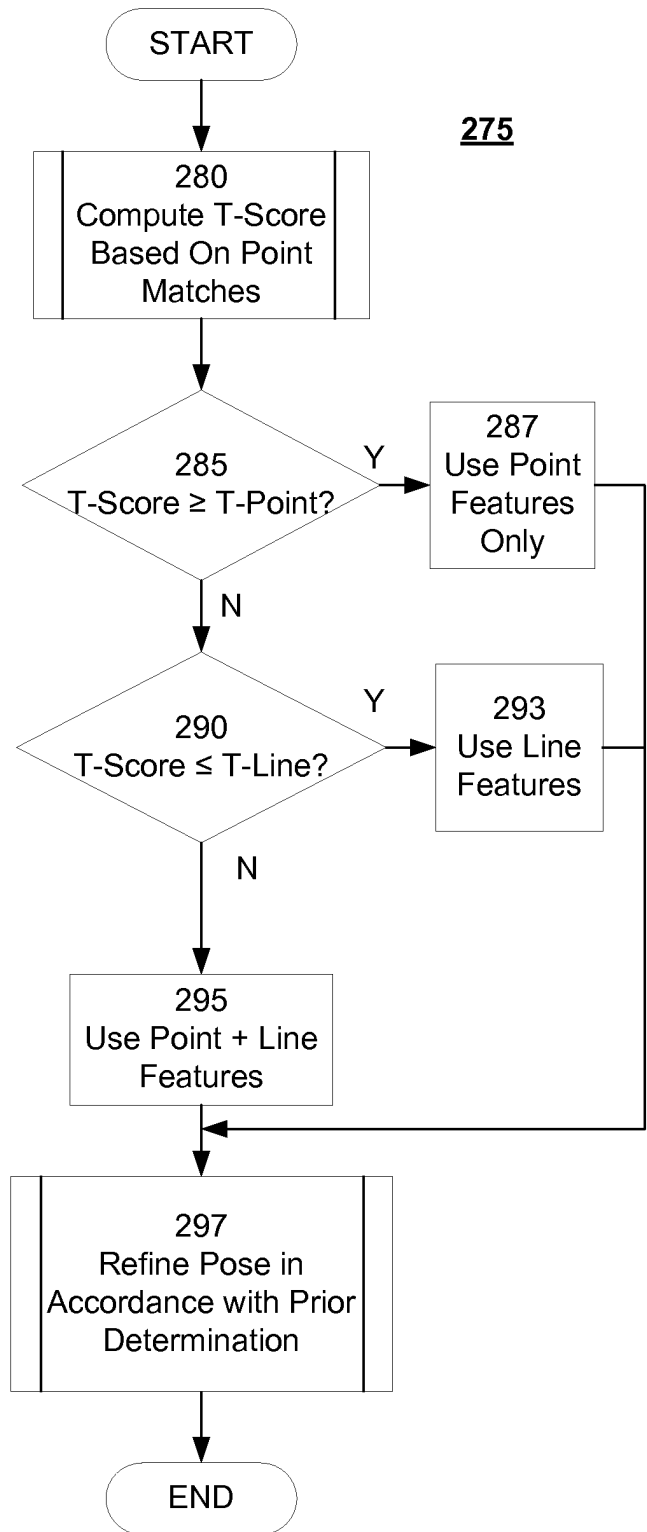 START
275
280
Compute T-Score
Based On Point
Matches
285
T-Score ≥ T-Point?
Y
287
Use Point
Features
Only
N
290
T-Score ≤ T-Line?
Y
293
Use Line
Features
N
295
Use Point + Line
Features
297
Refine Pose in
Accordance with Prior
Determination
END